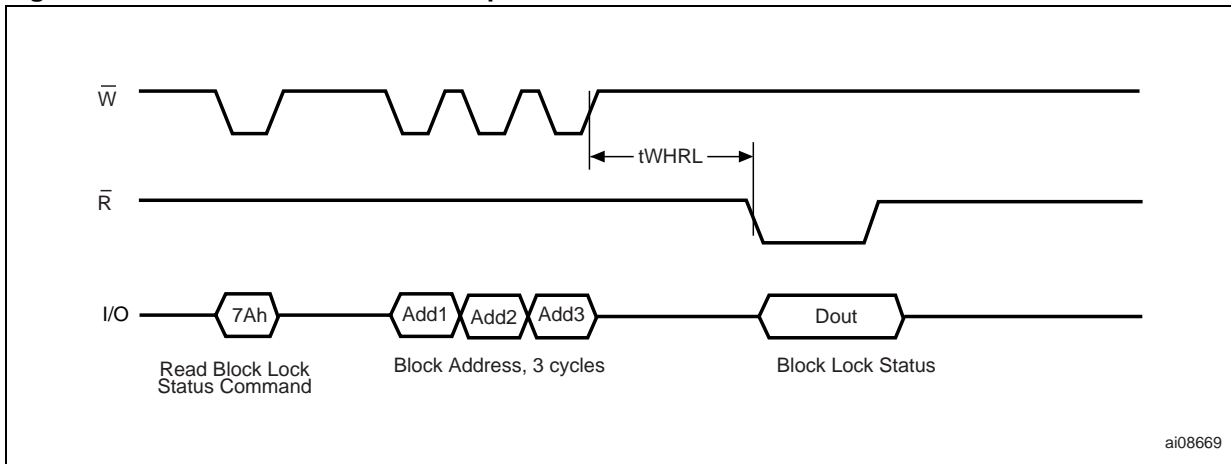 W̅
tWHRL
R̅
I/O
7Ah
Add1
Add2
Add3
Dout
Read Block Lock
Status Command
Block Address, 3 cycles
Block Lock Status
ai08669